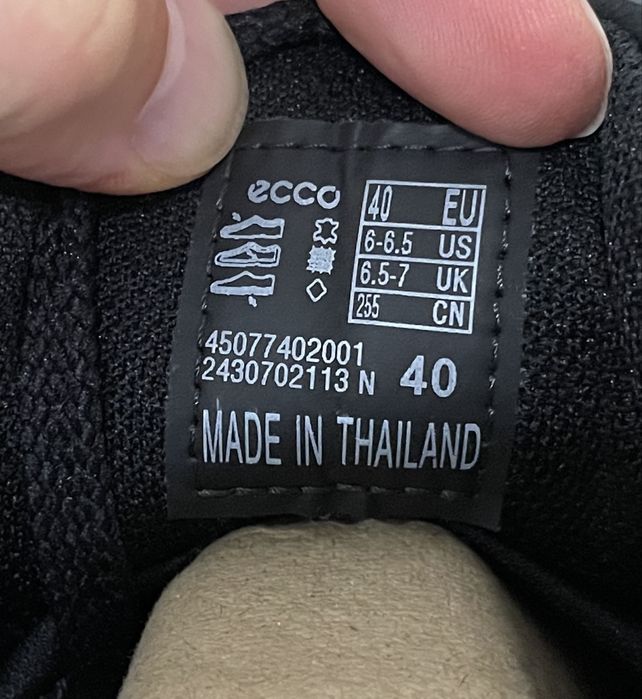 ecco
40 EU
6-6.5 US
6.5-7 UK
255 CN
45077402001
2430702113 N 40
MADE IN THAILAND